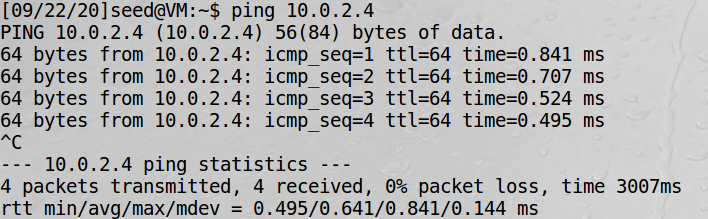 [09/22/20]seed@VM:~$ ping 10.0.2.4
PING 10.0.2.4 (10.0.2.4) 56(84) bytes of data.
64 bytes from 10.0.2.4: icmp_seq=1 ttl=64 time=0.841 ms
64 bytes from 10.0.2.4: icmp_seq=2 ttl=64 time=0.707 ms
64 bytes from 10.0.2.4: icmp_seq=3 ttl=64 time=0.524 ms
64 bytes from 10.0.2.4: icmp_seq=4 ttl=64 time=0.495 ms
^C
--- 10.0.2.4 ping statistics ---
4 packets transmitted, 4 received, 0% packet loss, time 3007ms
rtt min/avg/max/mdev = 0.495/0.641/0.841/0.144 ms